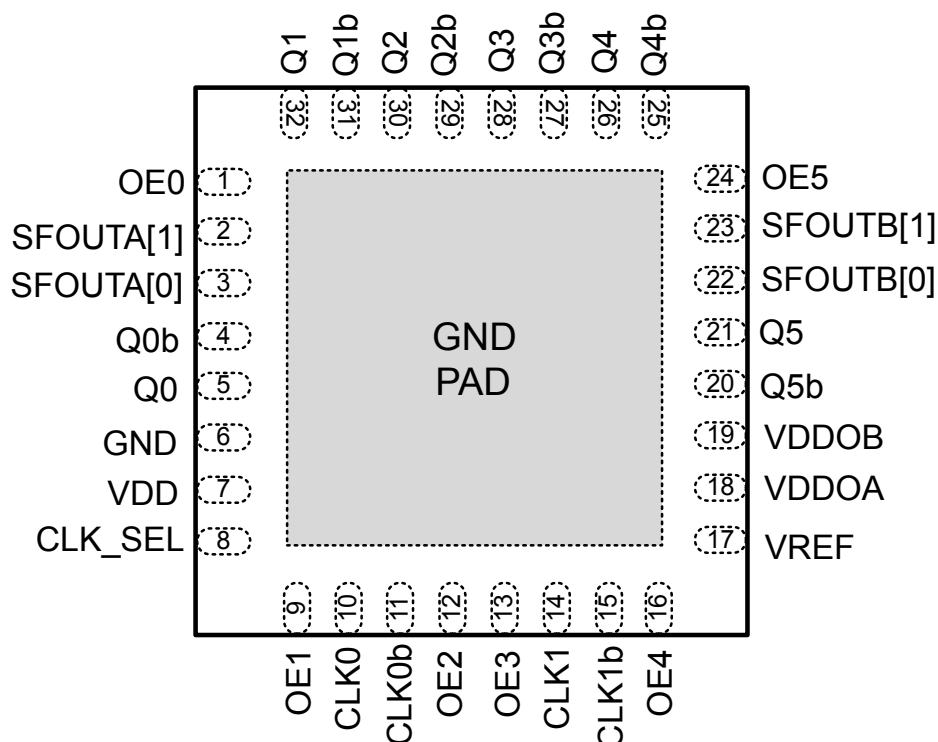 Q1 Q1b Q2 Q2b Q3 Q3b Q4 Q4b
32 31 30 29 28 27 26 25
OE0 1
SFOUTA[1] 2
SFOUTA[0] 3
Q0b 4
Q0 5
GND 6
VDD 7
CLK_SEL 8
GND
PAD
24 OE5
23 SFOUTB[1]
22 SFOUTB[0]
21 Q5
20 Q5b
19 VDDOB
18 VDDOA
17 VREF
9 10 11 12 13 14 15 16
OE1 CLK0 CLK0b OE2 OE3 CLK1 CLK1b OE4